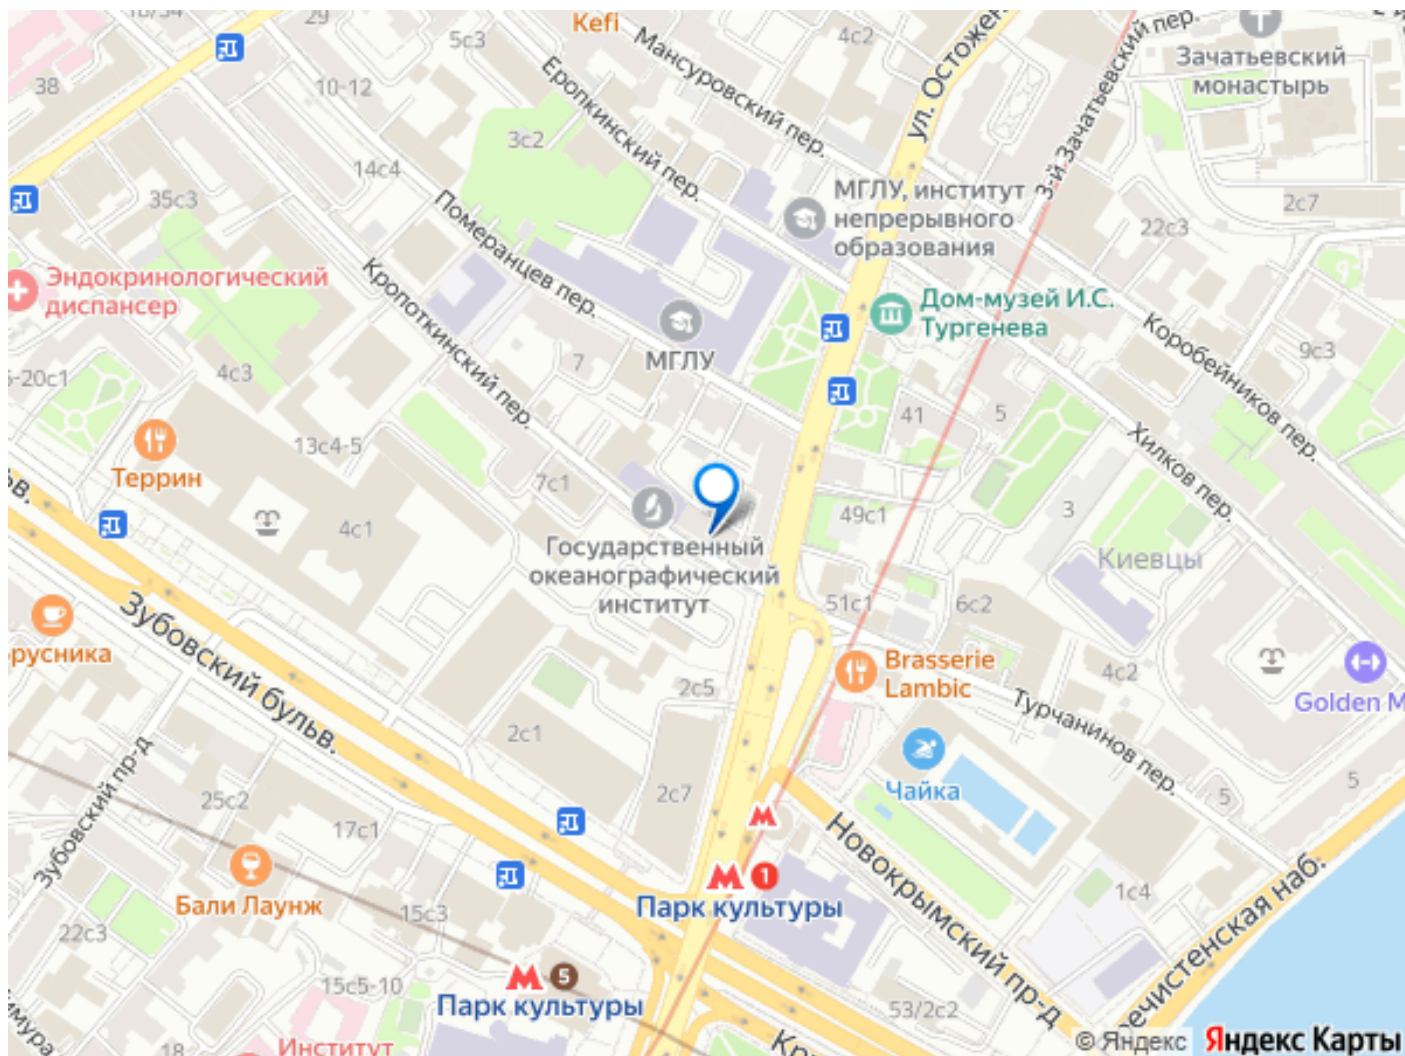 16/34
29
Kefi
4с2
Зачатьевский
монастырь
5с3
38
10-12
Мансуровский пер.
Еропкинский пер.
ул. Остоженка
3-й Зачатьевский пер.
3с2
14с4
35с3
МГЛУ, институт
непрерывного
образования
2с7
22с3
Померанцев пер.
Кропоткинский пер.
Эндокринологический
диспансер
Дом-музей И.С.
Тургенева
Коробейников пер.
9с3
МГЛУ
7
4с3
41
5
Хилков пер.
13с4-5
Террин
7с1
4с1
49с1
3
Государственный
океанографический
институт
Киевцы
51с1
6с2
Зубовский бульв.
Brasserie
Lambic
4с2
Golden M
Турчанинов пер.
2с5
2с1
Чайка
5
5
2с7
25с2
17с1
Зубовский пр-д
Бали Лаунж
1
Парк культуры
Новокрымский пр-д
1с4
15с3
22с3
5
Парк культуры
15с5-10
53/2с2
18
Институт
© Яндекс
Яндекс Карты